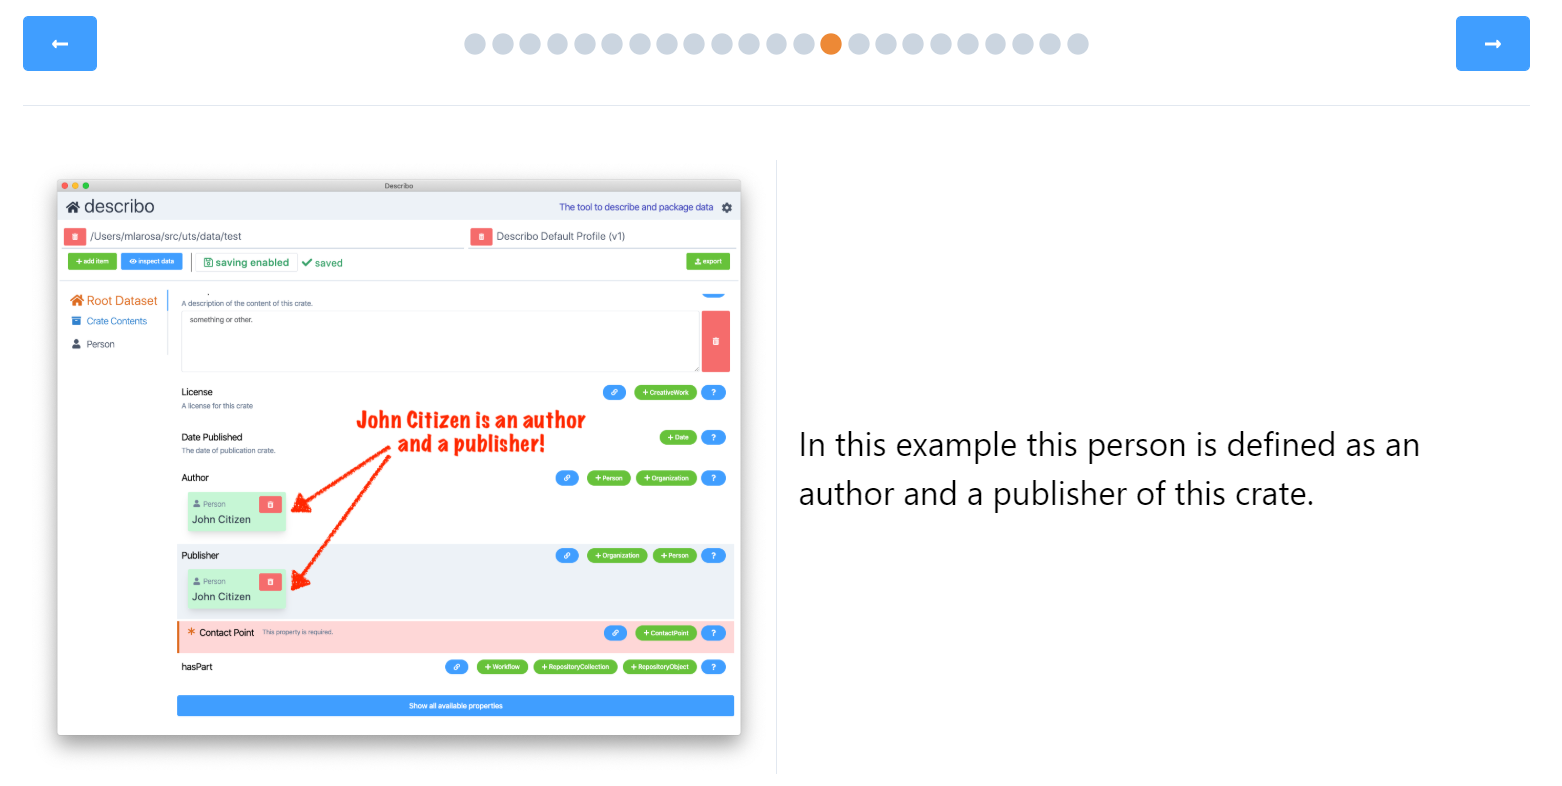 Describo
describo
The tool to describe and package data
/Users/mlarosa/src/uts/data/test
Describo Default Profile (v1)
+ add item
inspect data
saving enabled
saved
export
Root Dataset
Crate Contents
Person
A description of the content of this crate.
something or other.
License
+ CreativeWork
?
A license for this crate
John Citizen is an author
and a publisher!
Date Published
+ Date
?
The date of publication crate.
Author
+ Person
+ Organization
?
Person
John Citizen
Publisher
+ Organization
+ Person
?
Person
John Citizen
* Contact Point
This property is required.
+ ContactPoint
?
hasPart
+ Workflow
+ RepositoryCollection
+ RepositoryObject
?
Show all available properties
In this example this person is defined as an
author and a publisher of this crate.